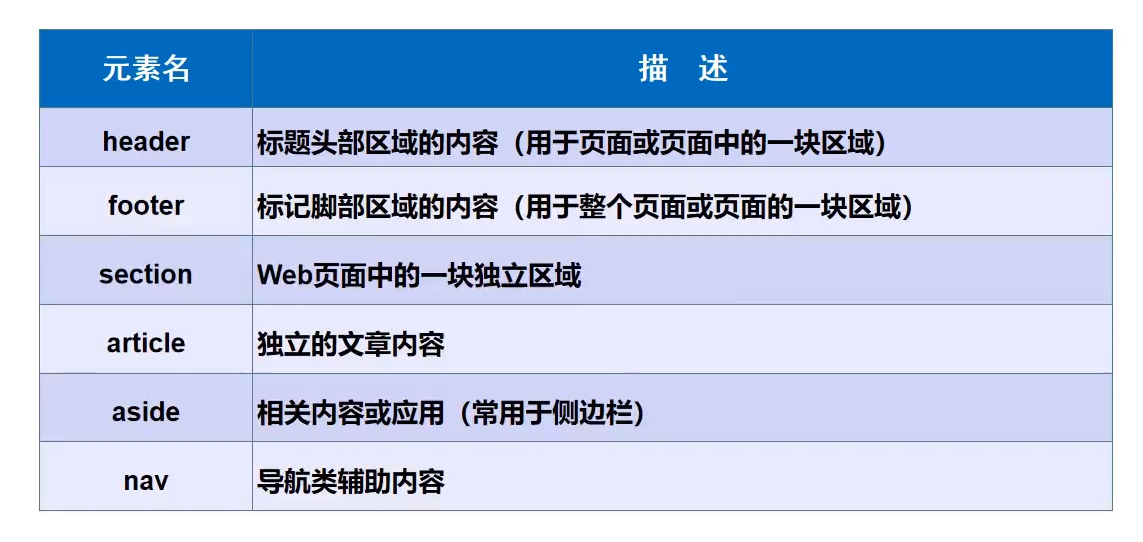 元素名 描 述
header 标题头部区域的内容（用于页面或页面中的一块区域）
footer 标记脚部区域的内容（用于整个页面或页面的一块区域）
section Web页面中的一块独立区域
article 独立的文章内容
aside 相关内容或应用（常用于侧边栏）
nav 导航类辅助内容